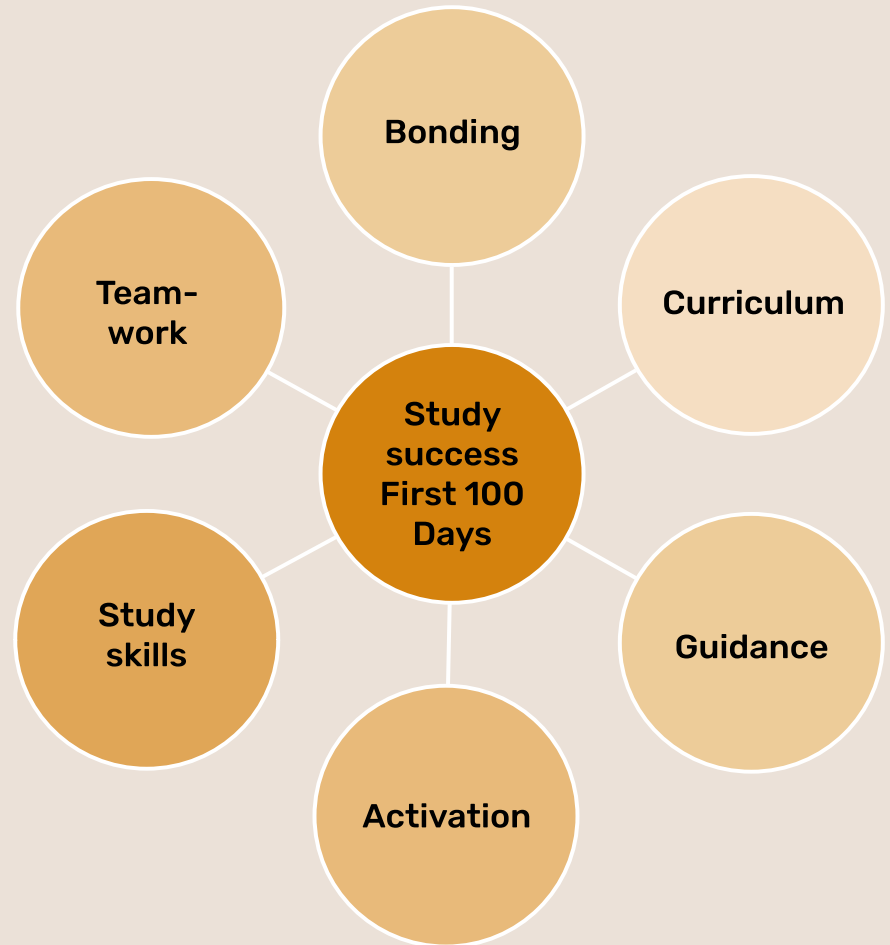 Bonding
Curriculum
Team-
work
Study
success
First 100
Days
Study
skills
Guidance
Activation